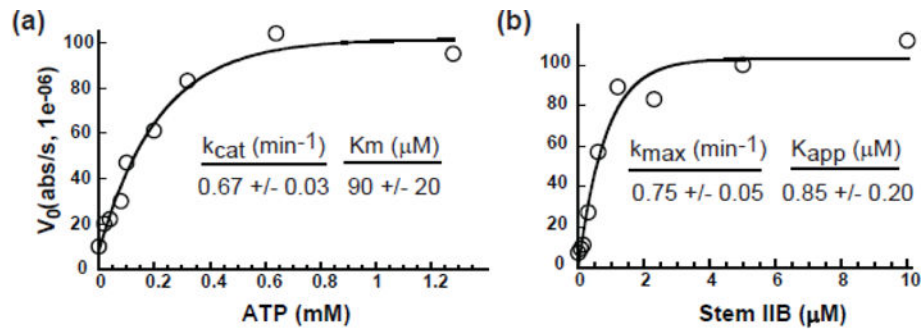 (a)
V0(abs/s, 1e-06)
100
80
60
40
20
0
kcat (min-1) Km (μM)
0.67 +/- 0.03 90 +/- 20
0 0.2 0.4 0.6 0.8 1 1.2
ATP (mM)
(b)
100
80
60
40
20
0
kmax (min-1) Kapp (μM)
0.75 +/- 0.05 0.85 +/- 0.20
0 2 4 6 8 10
Stem IIB (μM)